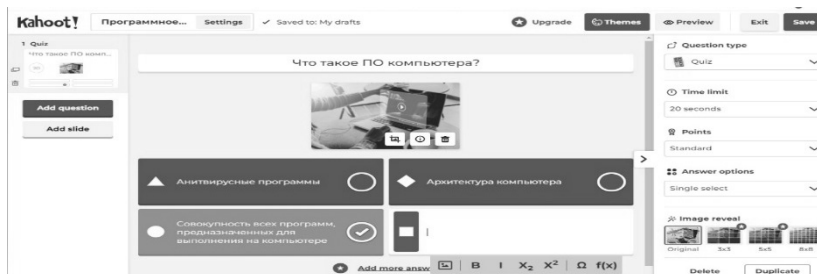 Kahoot!
Программное...
Settings
Saved to: My drafts
Upgrade
Themes
Preview
Exit
Save
1 Quiz
Что такое ПО комп...
Add question
Add slide
Что такое ПО компьютера?
Анитвирусные программы
Архитектура компьютера
Совокупность всех программ,
предназначенных для
выполнения на компьютере
Add more answ
B I X₂ X² Ω f(x)
Question type
Quiz
Time limit
20 seconds
Points
Standard
Answer options
Single select
Image reveal
Original 3x3 5x5 8x8
Delete
Duplicate